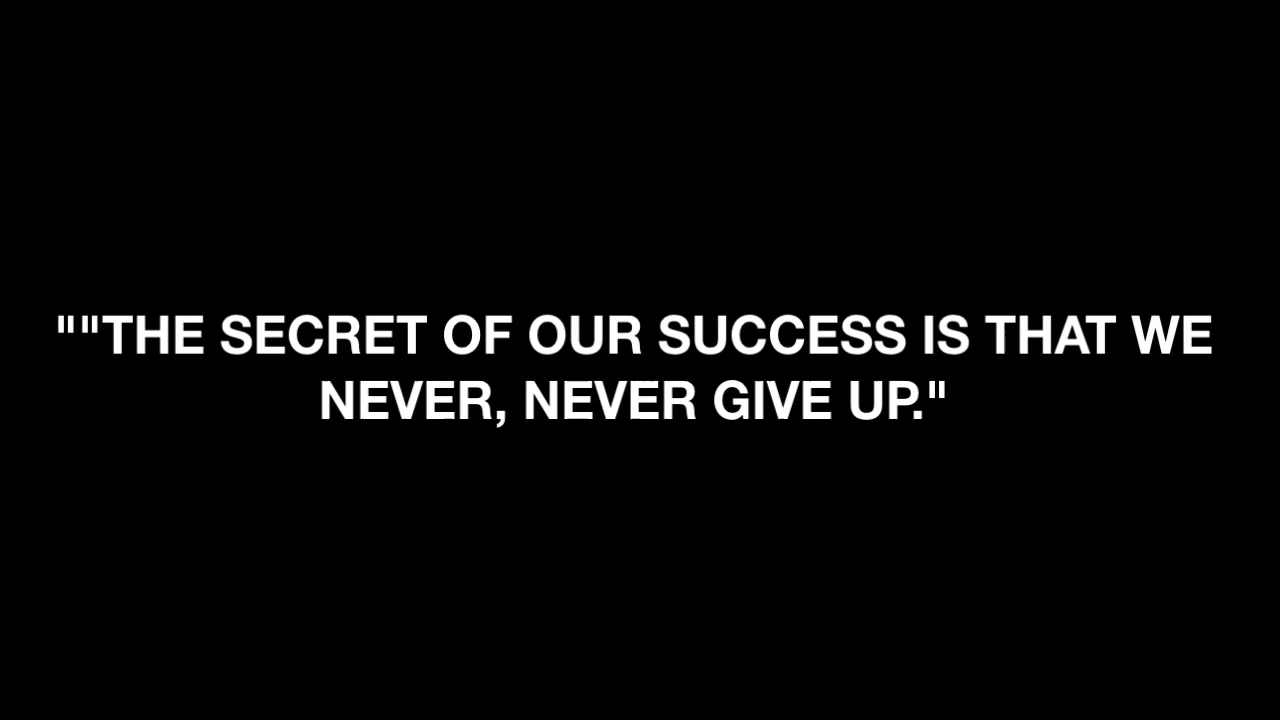 ""THE SECRET OF OUR SUCCESS IS THAT WE
NEVER, NEVER GIVE UP."